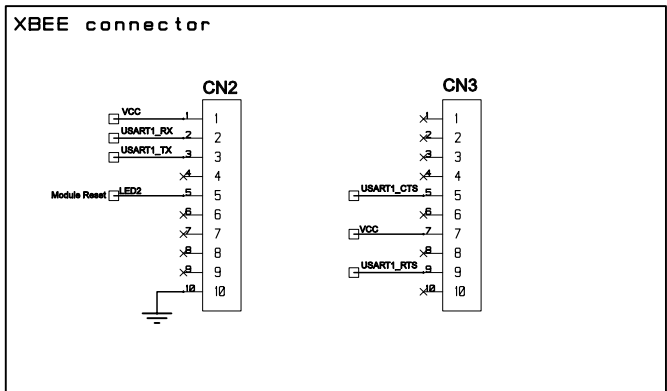 XBEE connector
CN2
VCC 1 1
USART1_RX 2 2
USART1_TX 3 3
4 4
Module Reset LED2 5 5
6 6
7 7
8 8
9 9
10 10
CN3
1 1
2 2
3 3
4 4
USART1_CTS 5 5
6 6
VCC 7 7
8 8
USART1_RTS 9 9
10 10